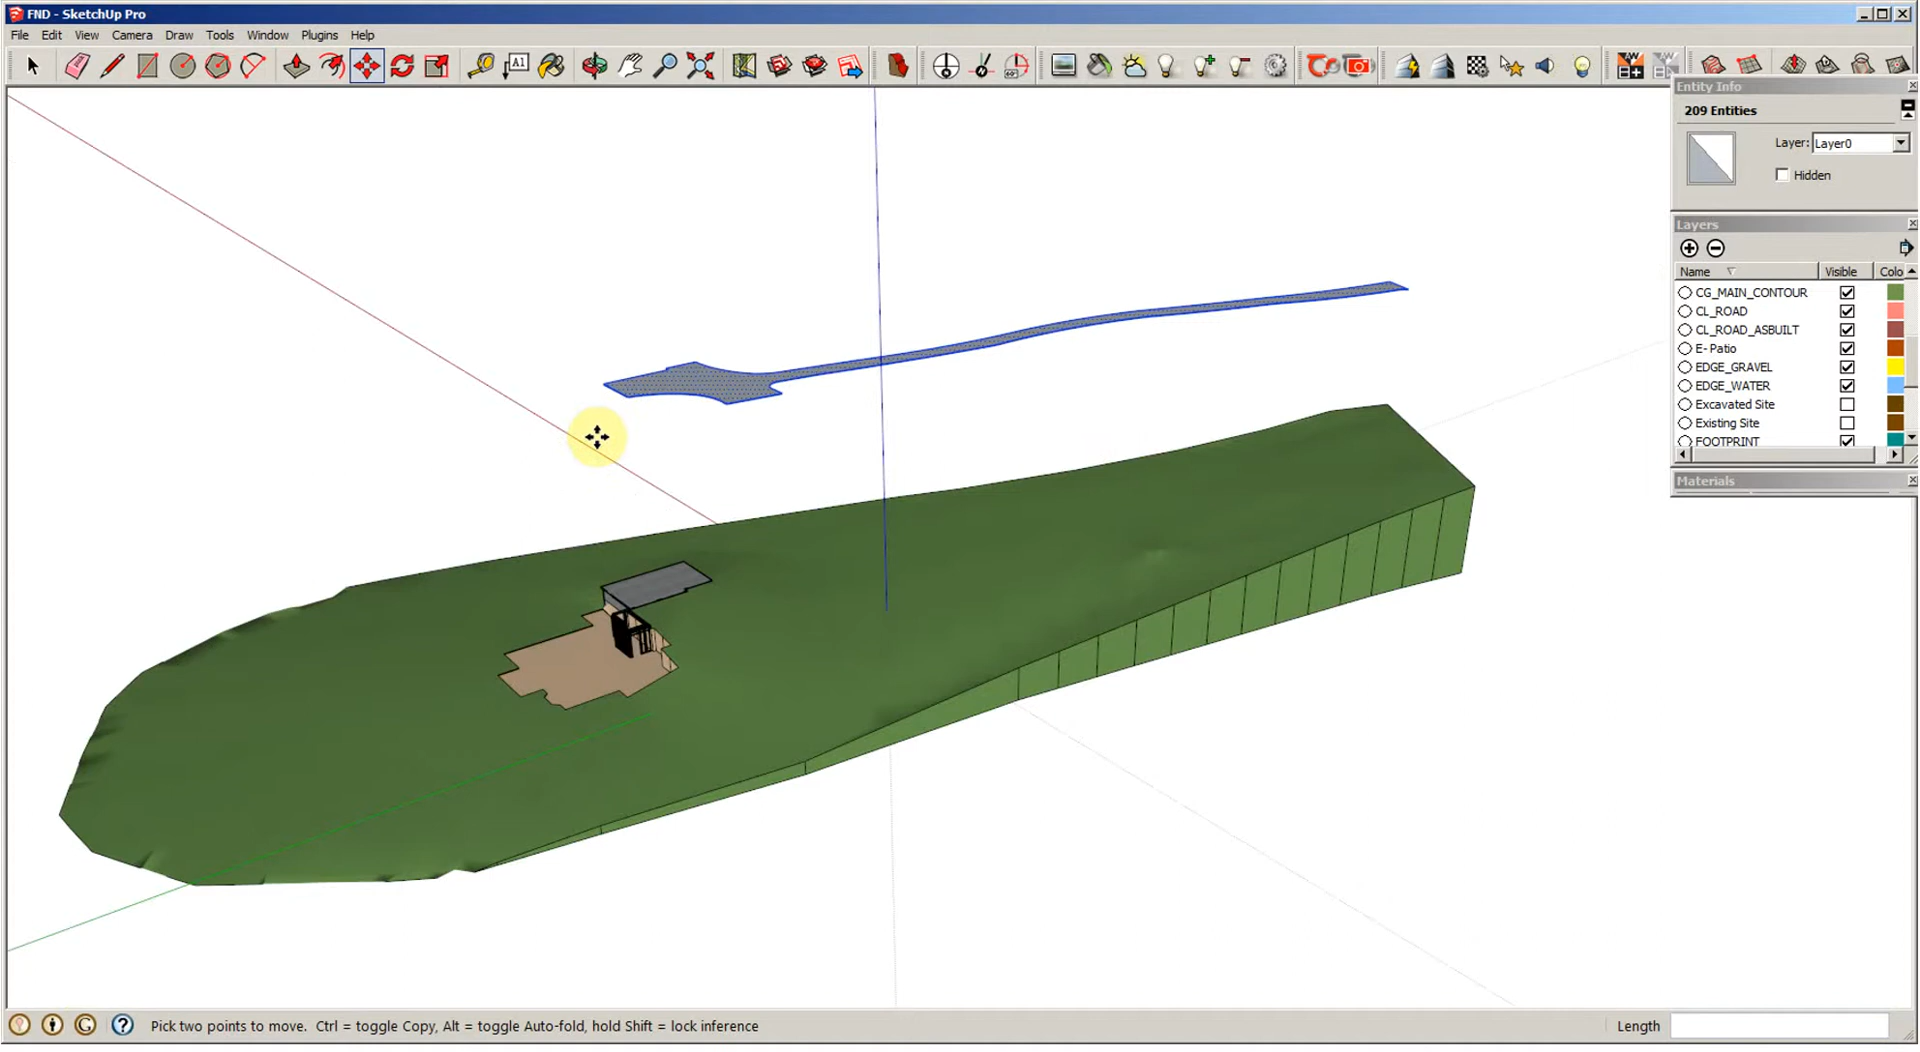 FND - SketchUp Pro
File Edit View Camera Draw Tools Window Plugins Help
A1
Entity Info
209 Entities
Layer: Layer0
Hidden
Layers
Name Visible Colo
CG_MAIN_CONTOUR
CL_ROAD
CL_ROAD_ASBUILT
E- Patio
EDGE_GRAVEL
EDGE_WATER
Excavated Site
Existing Site
FOOTPRINT
Materials
Pick two points to move. Ctrl = toggle Copy, Alt = toggle Auto-fold, hold Shift = lock inference
Length